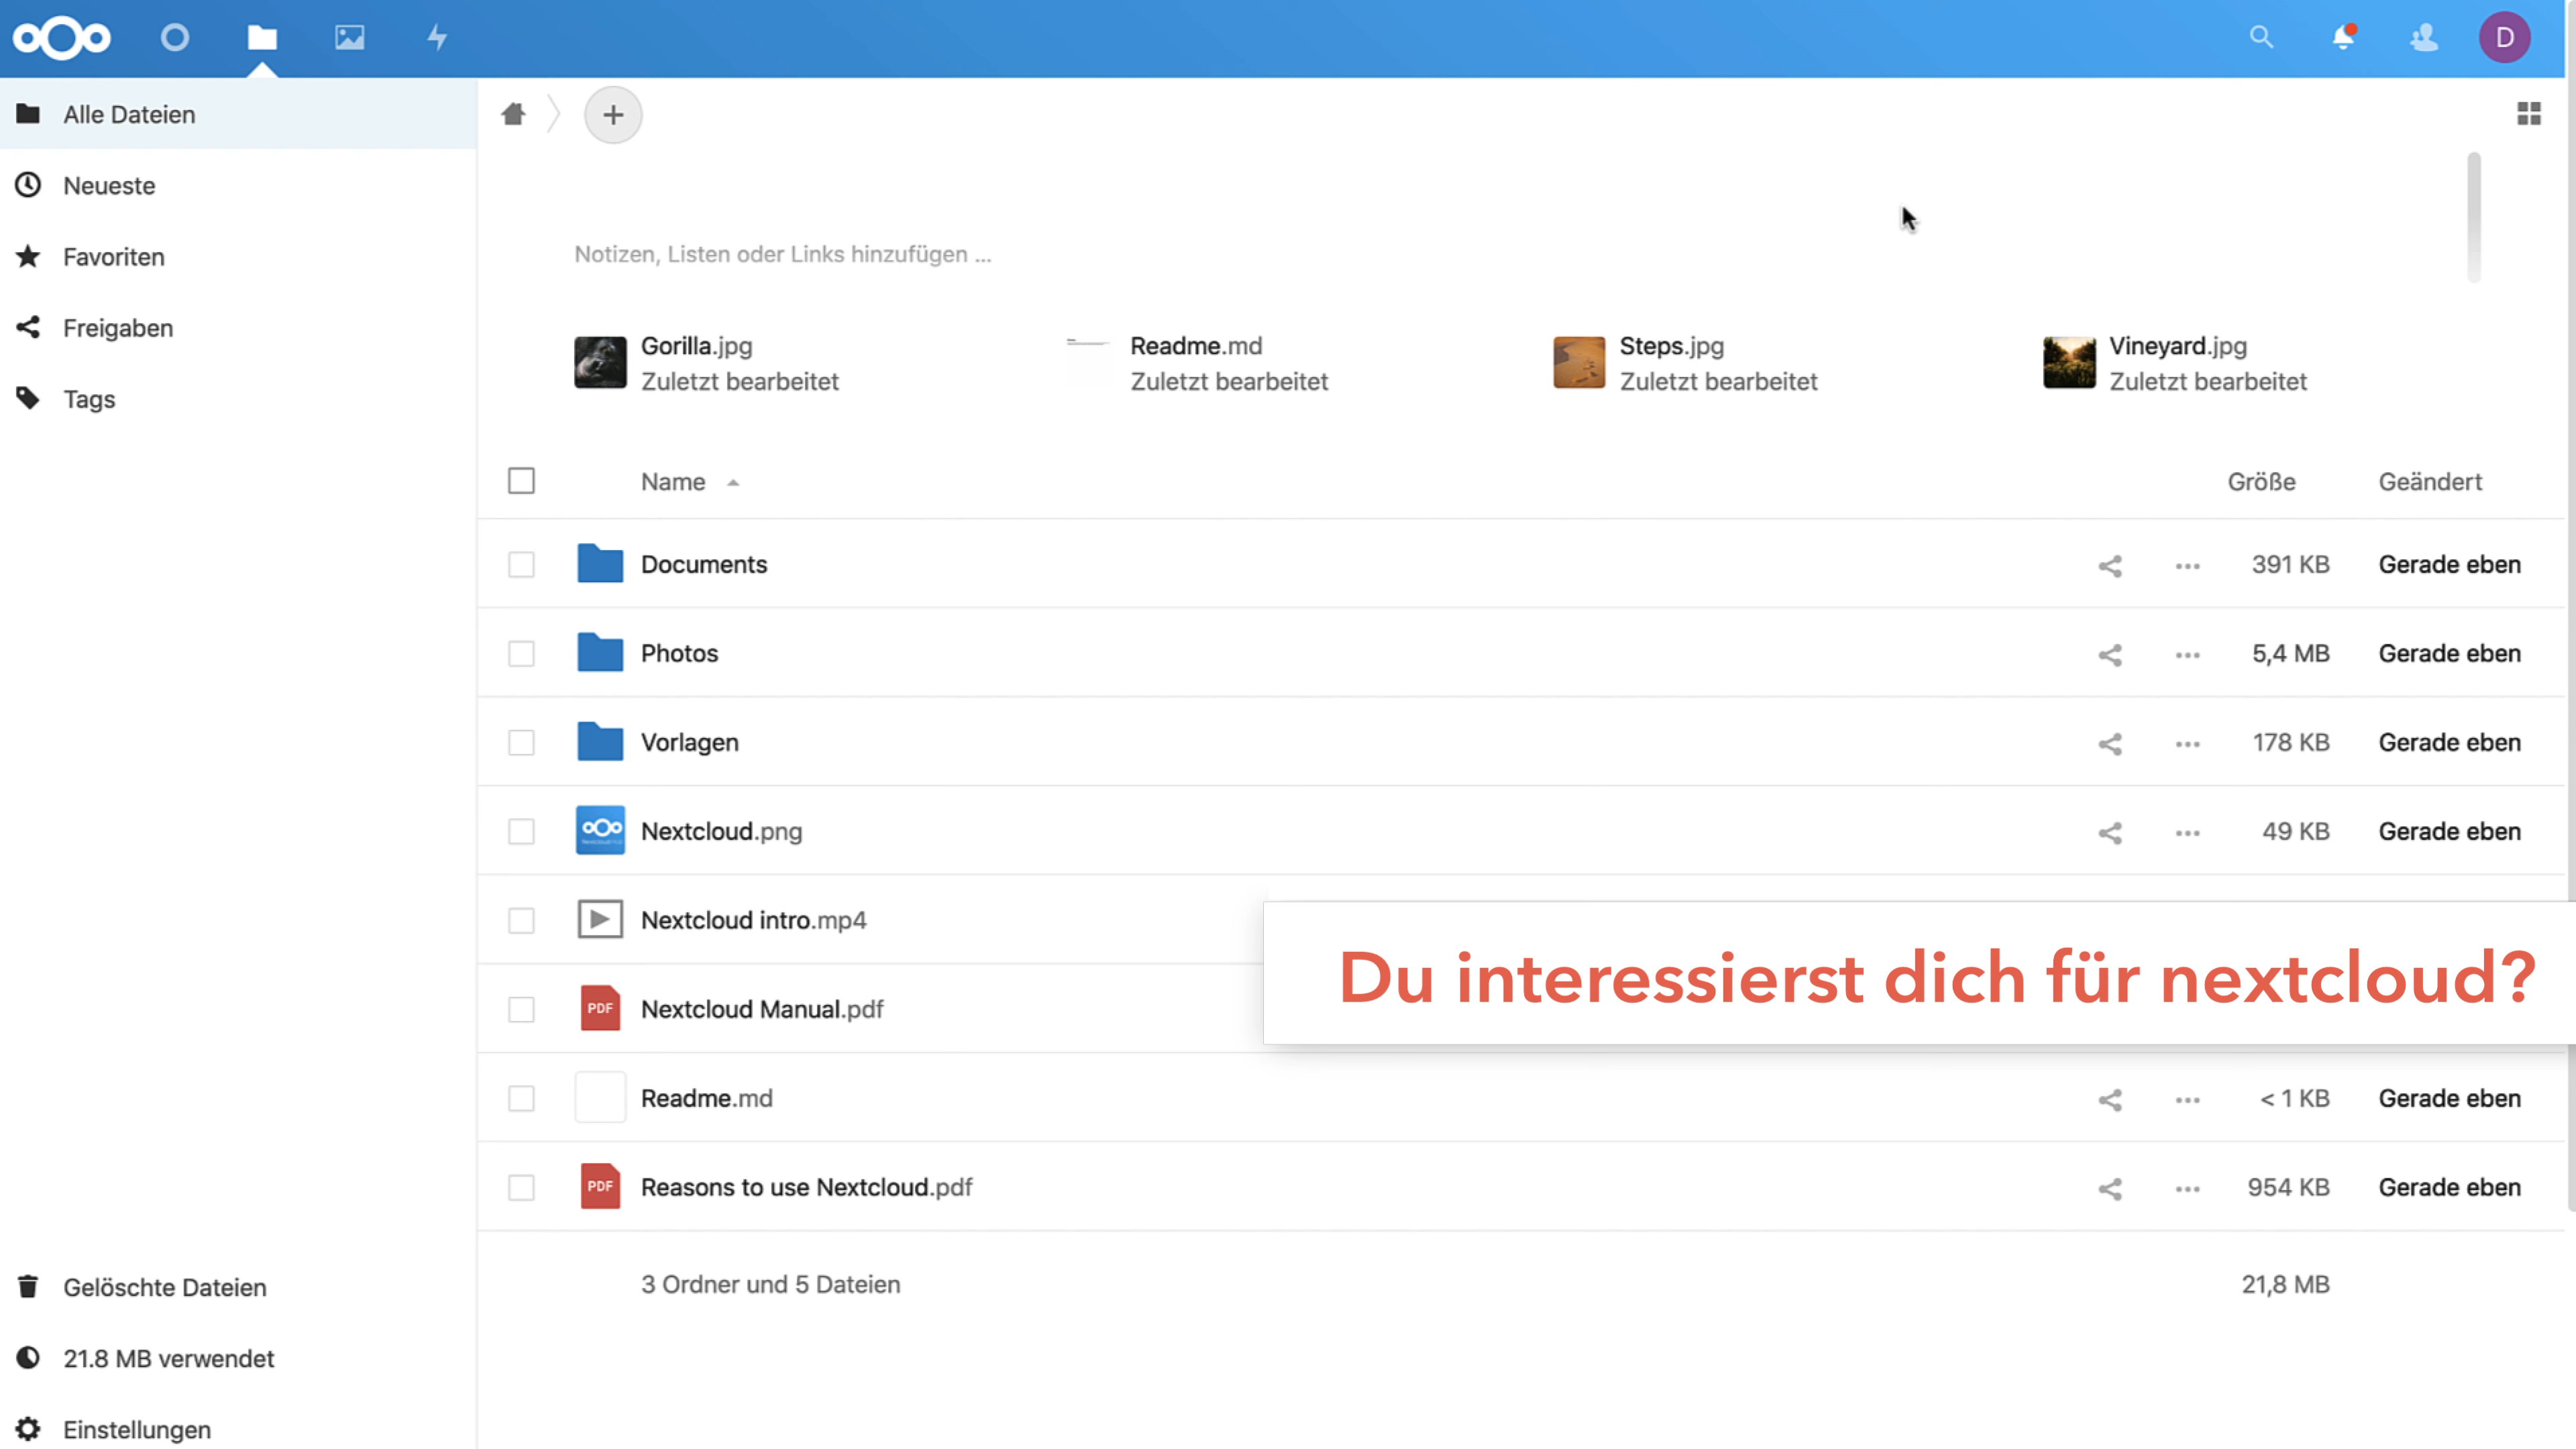 D
Alle Dateien
Neueste
Favoriten
Freigaben
Tags
Gelöschte Dateien
21.8 MB verwendet
Einstellungen
Notizen, Listen oder Links hinzufügen ...
Gorilla.jpg
Zuletzt bearbeitet
Readme.md
Zuletzt bearbeitet
Steps.jpg
Zuletzt bearbeitet
Vineyard.jpg
Zuletzt bearbeitet
Name Größe Geändert
Documents 391 KB Gerade eben
Photos 5,4 MB Gerade eben
Vorlagen 178 KB Gerade eben
Nextcloud.png 49 KB Gerade eben
Nextcloud intro.mp4
Du interessierst dich für nextcloud?
PDF Nextcloud Manual.pdf
Readme.md < 1 KB Gerade eben
PDF Reasons to use Nextcloud.pdf 954 KB Gerade eben
3 Ordner und 5 Dateien 21,8 MB